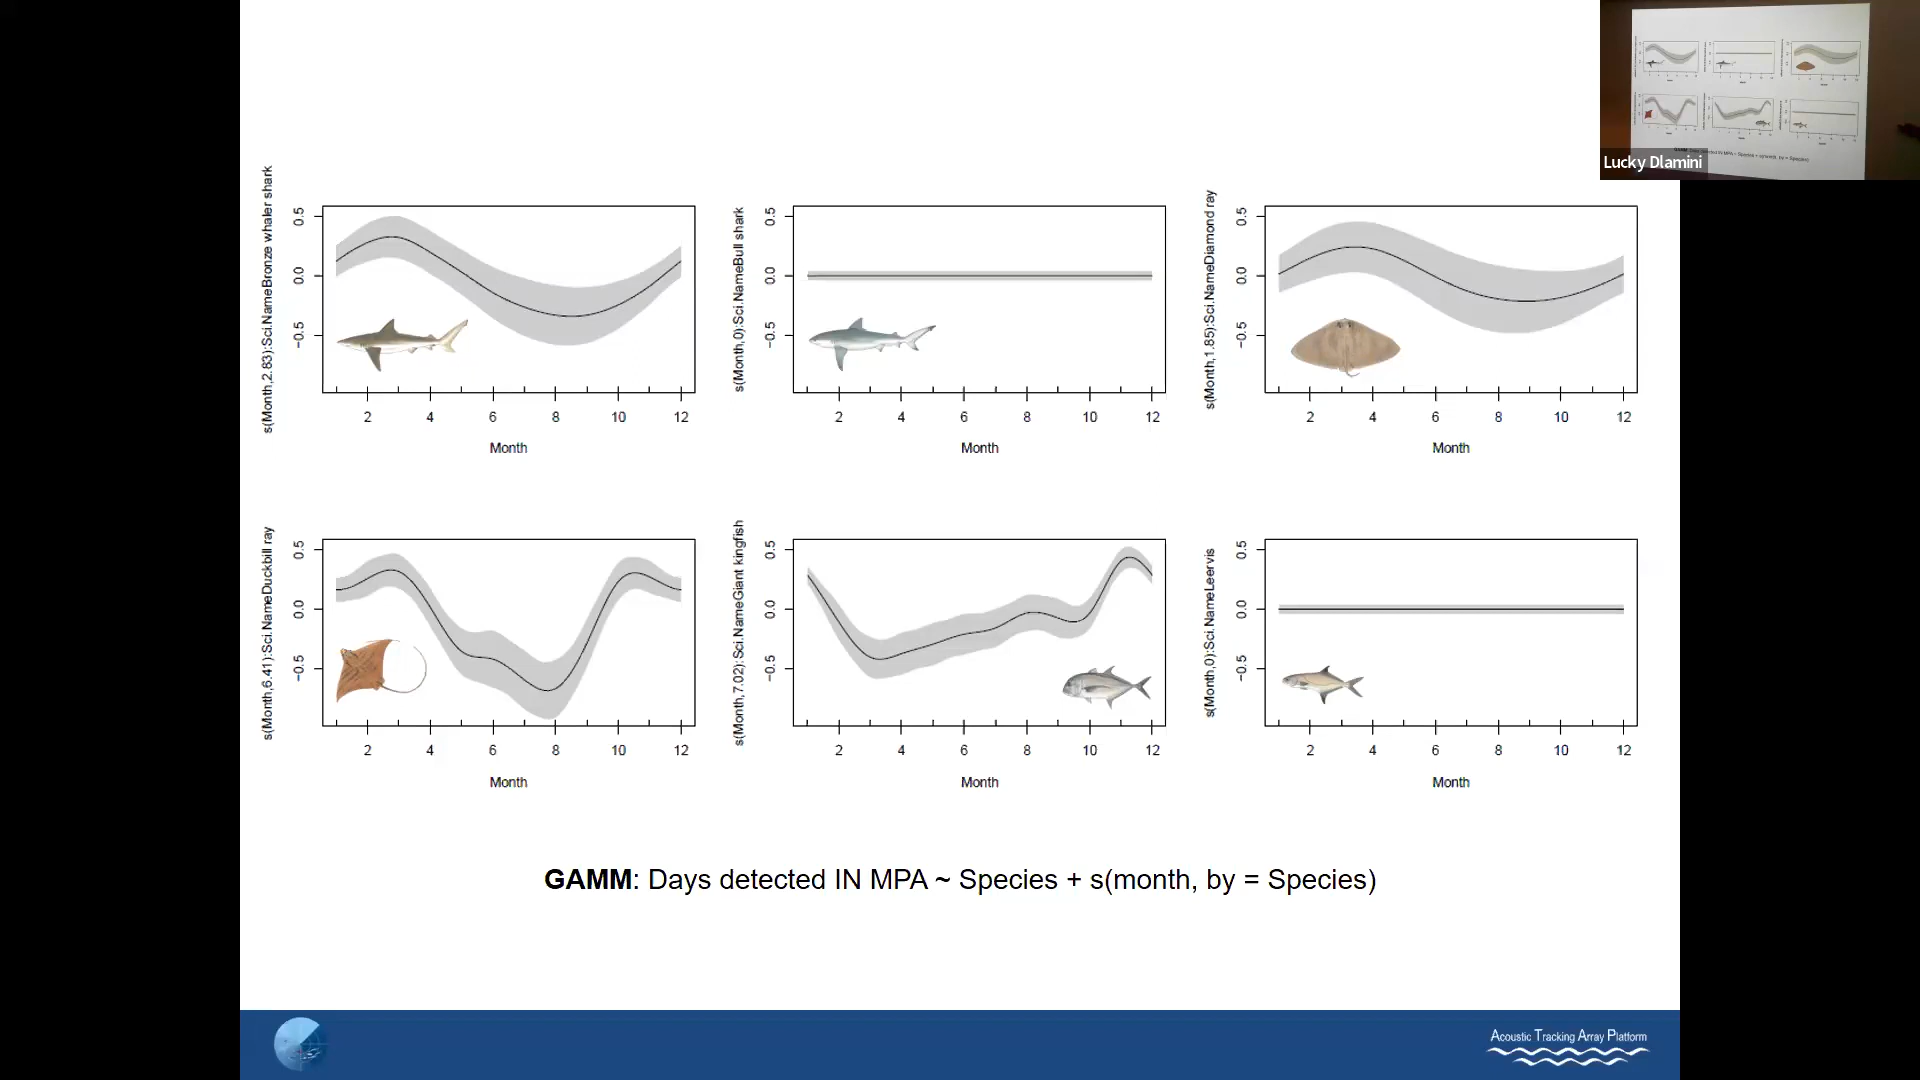 Lucky Dlamini
s(Month,2.83):Sci.NameBronze whaler shark
0.5
0.0
−0.5
2 4 6 8 10 12
Month
s(Month,0):Sci.NameBull shark
0.5
0.0
−0.5
2 4 6 8 10 12
Month
s(Month,1.85):Sci.NameDiamond ray
0.5
0.0
−0.5
2 4 6 8 10 12
Month
s(Month,6.41):Sci.NameDuckbill ray
0.5
0.0
−0.5
2 4 6 8 10 12
Month
s(Month,7.02):Sci.NameGiant kingfish
0.5
0.0
−0.5
2 4 6 8 10 12
Month
s(Month,0):Sci.NameLeervis
0.5
0.0
−0.5
2 4 6 8 10 12
Month
GAMM: Days detected IN MPA ~ Species + s(month, by = Species)
Acoustic Tracking Array Platform